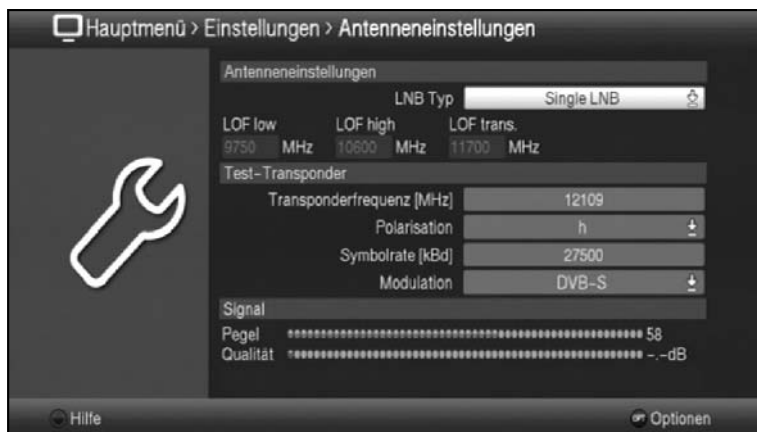 Hauptmenü > Einstellungen > Antenneneinstellungen
Antenneneinstellungen
LNB Typ Single LNB
LOF low LOF high LOF trans.
9750 MHz 10600 MHz 11700 MHz
Test-Transponder
Transponderfrequenz [MHz] 12109
Polarisation h
Symbolrate [kBd] 27500
Modulation DVB-S
Signal
Pegel 58
Qualität -.-dB
Hilfe OPT Optionen